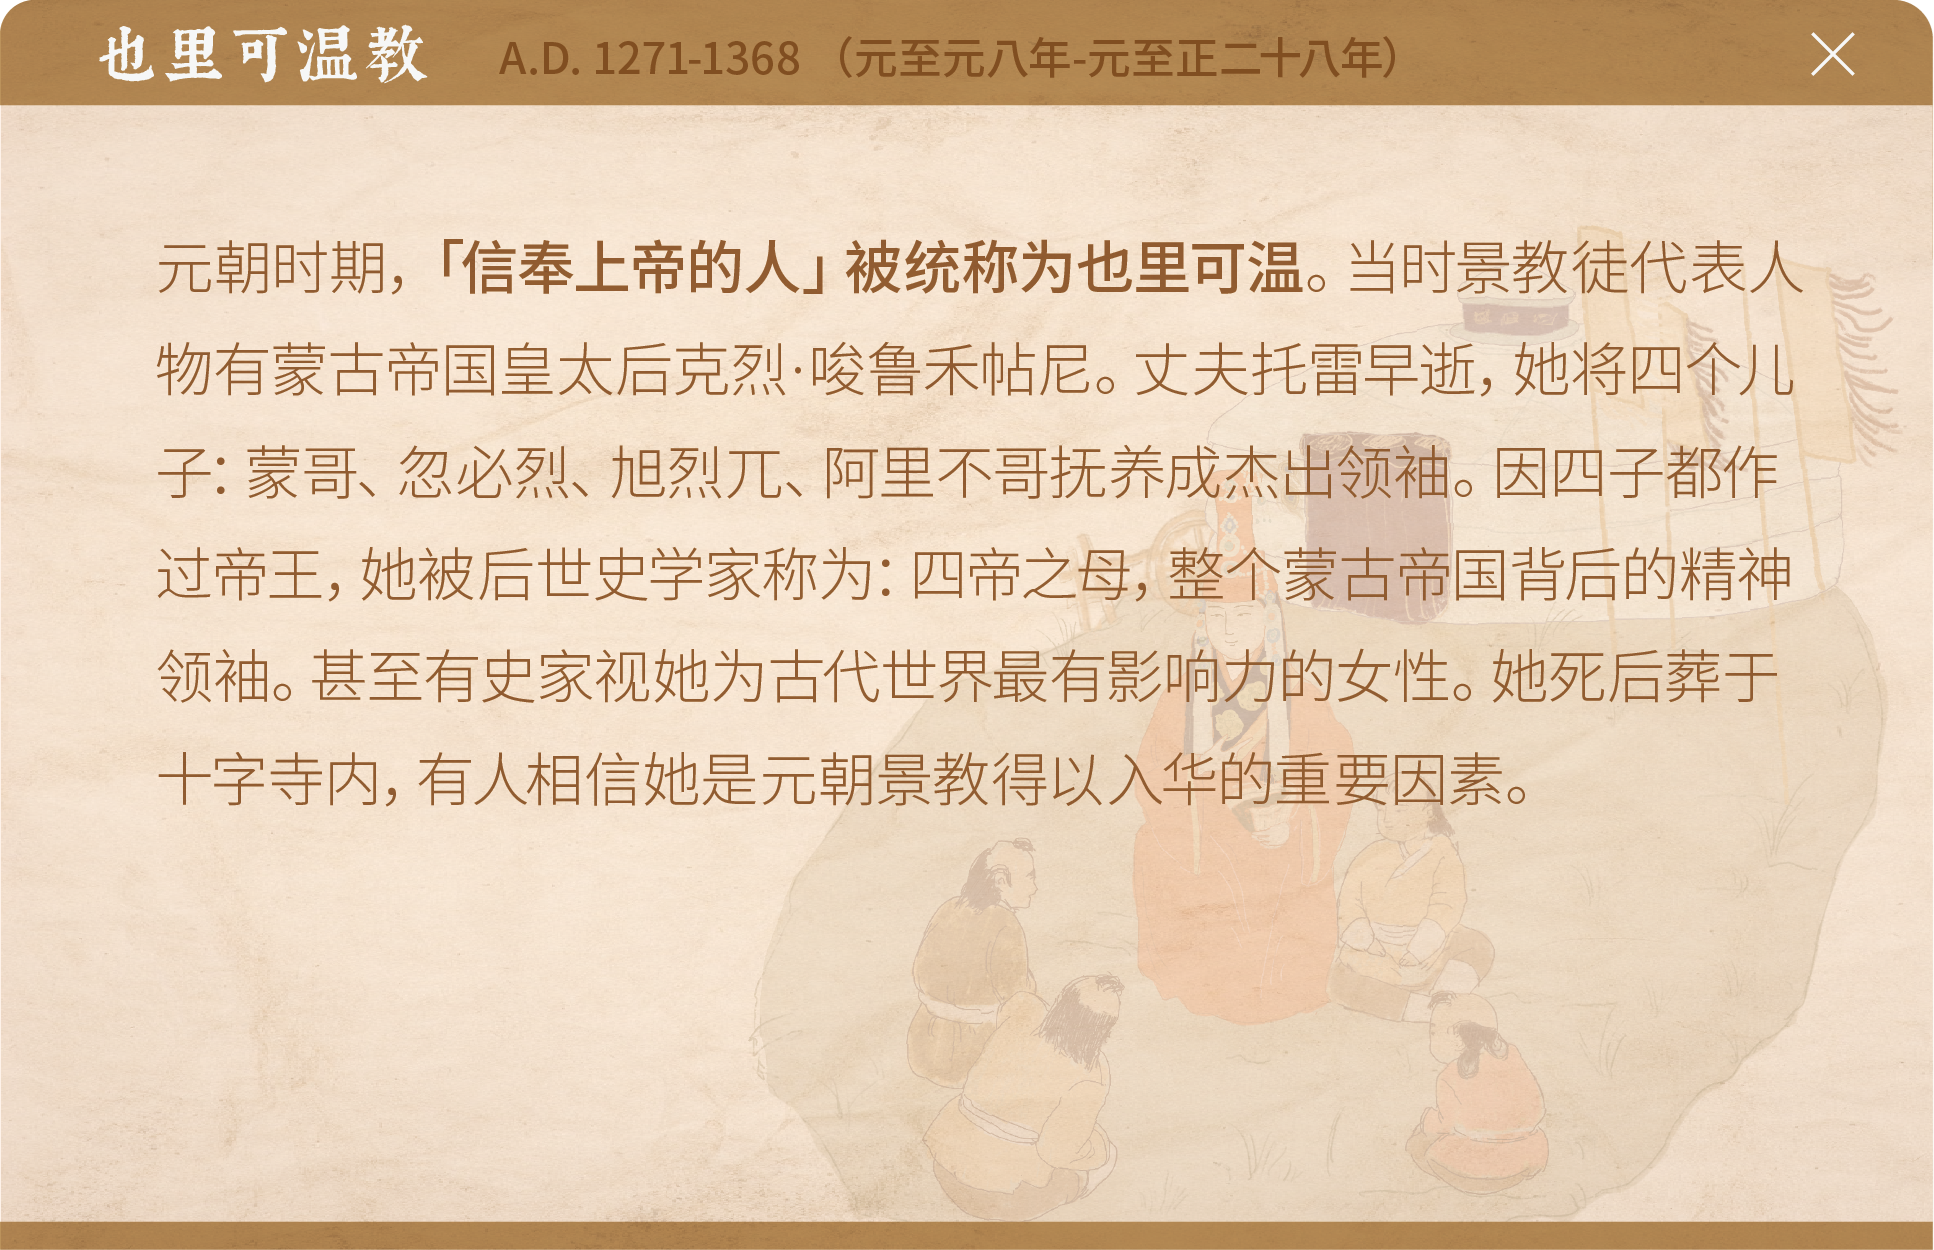 也里可温教 A.D. 1271-1368 （元至元八年-元至正二十八年）
元朝时期，「信奉上帝的人」被统称为也里可温。当时景教徒代表人
物有蒙古帝国皇太后克烈·唆鲁禾帖尼。丈夫托雷早逝，她将四个儿
子：蒙哥、忽必烈、旭烈兀、阿里不哥抚养成杰出领袖。因四子都作
过帝王，她被后世史学家称为：四帝之母，整个蒙古帝国背后的精神
领袖。甚至有史家视她为古代世界最有影响力的女性。她死后葬于
十字寺内，有人相信她是元朝景教得以入华的重要因素。